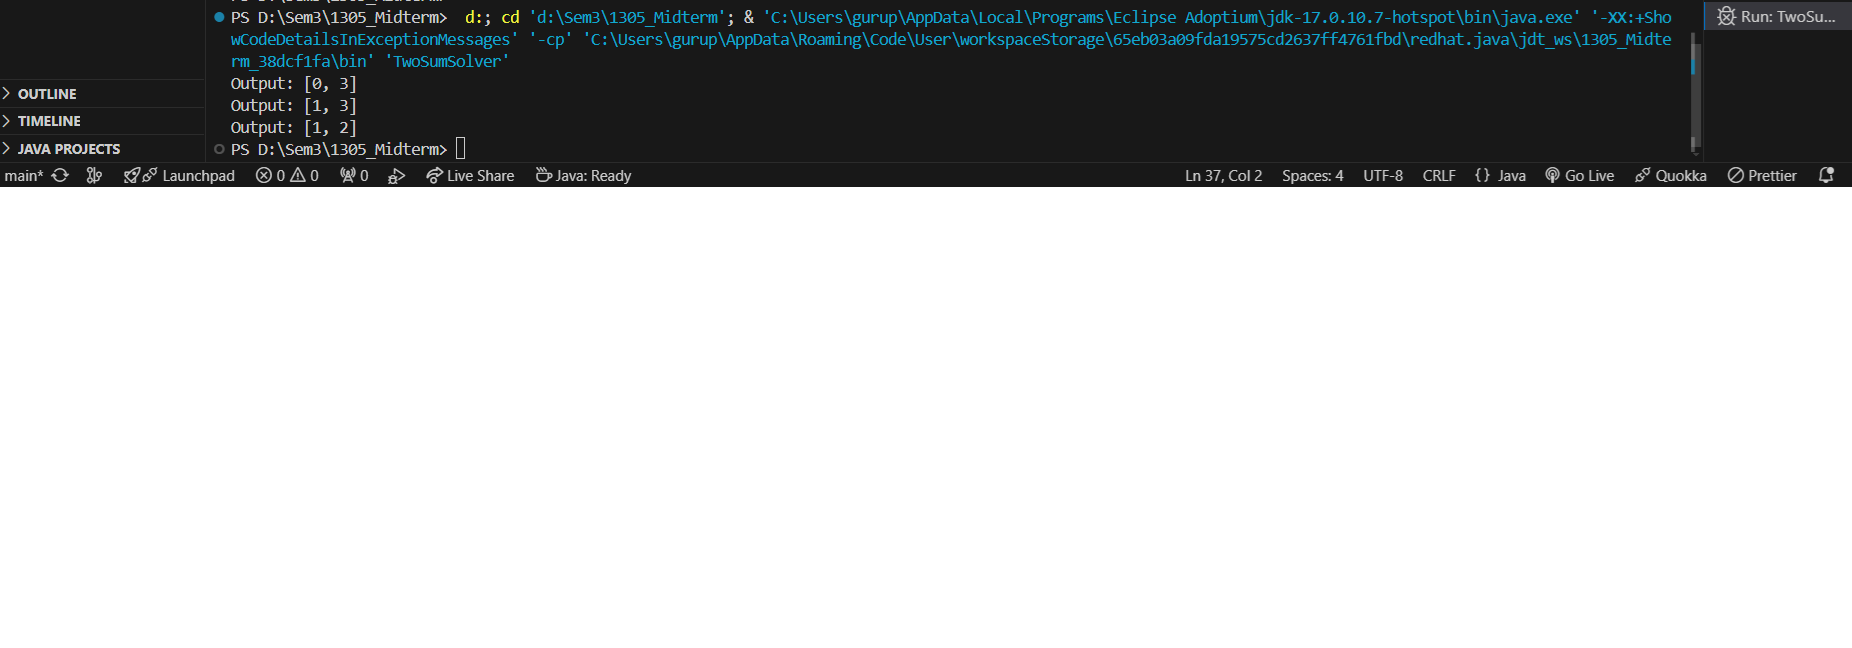 PS D:\Sem3\1305_Midterm>  d:; cd 'd:\Sem3\1305_Midterm'; & 'C:\Users\gurup\AppData\Local\Programs\Eclipse Adoptium\jdk-17.0.10.7-hotspot\bin\java.exe' '-XX:+Sho
wCodeDetailsInExceptionMessages' '-cp' 'C:\Users\gurup\AppData\Roaming\Code\User\workspaceStorage\65eb03a09fda19575cd2637ff4761fbd\redhat.java\jdt_ws\1305_Midte
rm_38dcf1fa\bin' 'TwoSumSolver'
Output: [0, 3]
Output: [1, 3]
Output: [1, 2]
PS D:\Sem3\1305_Midterm>
Run: TwoSu...
OUTLINE
TIMELINE
JAVA PROJECTS
main* Launchpad 0 0 0 Live Share Java: Ready Ln 37, Col 2 Spaces: 4 UTF-8 CRLF {} Java Go Live Quokka Prettier